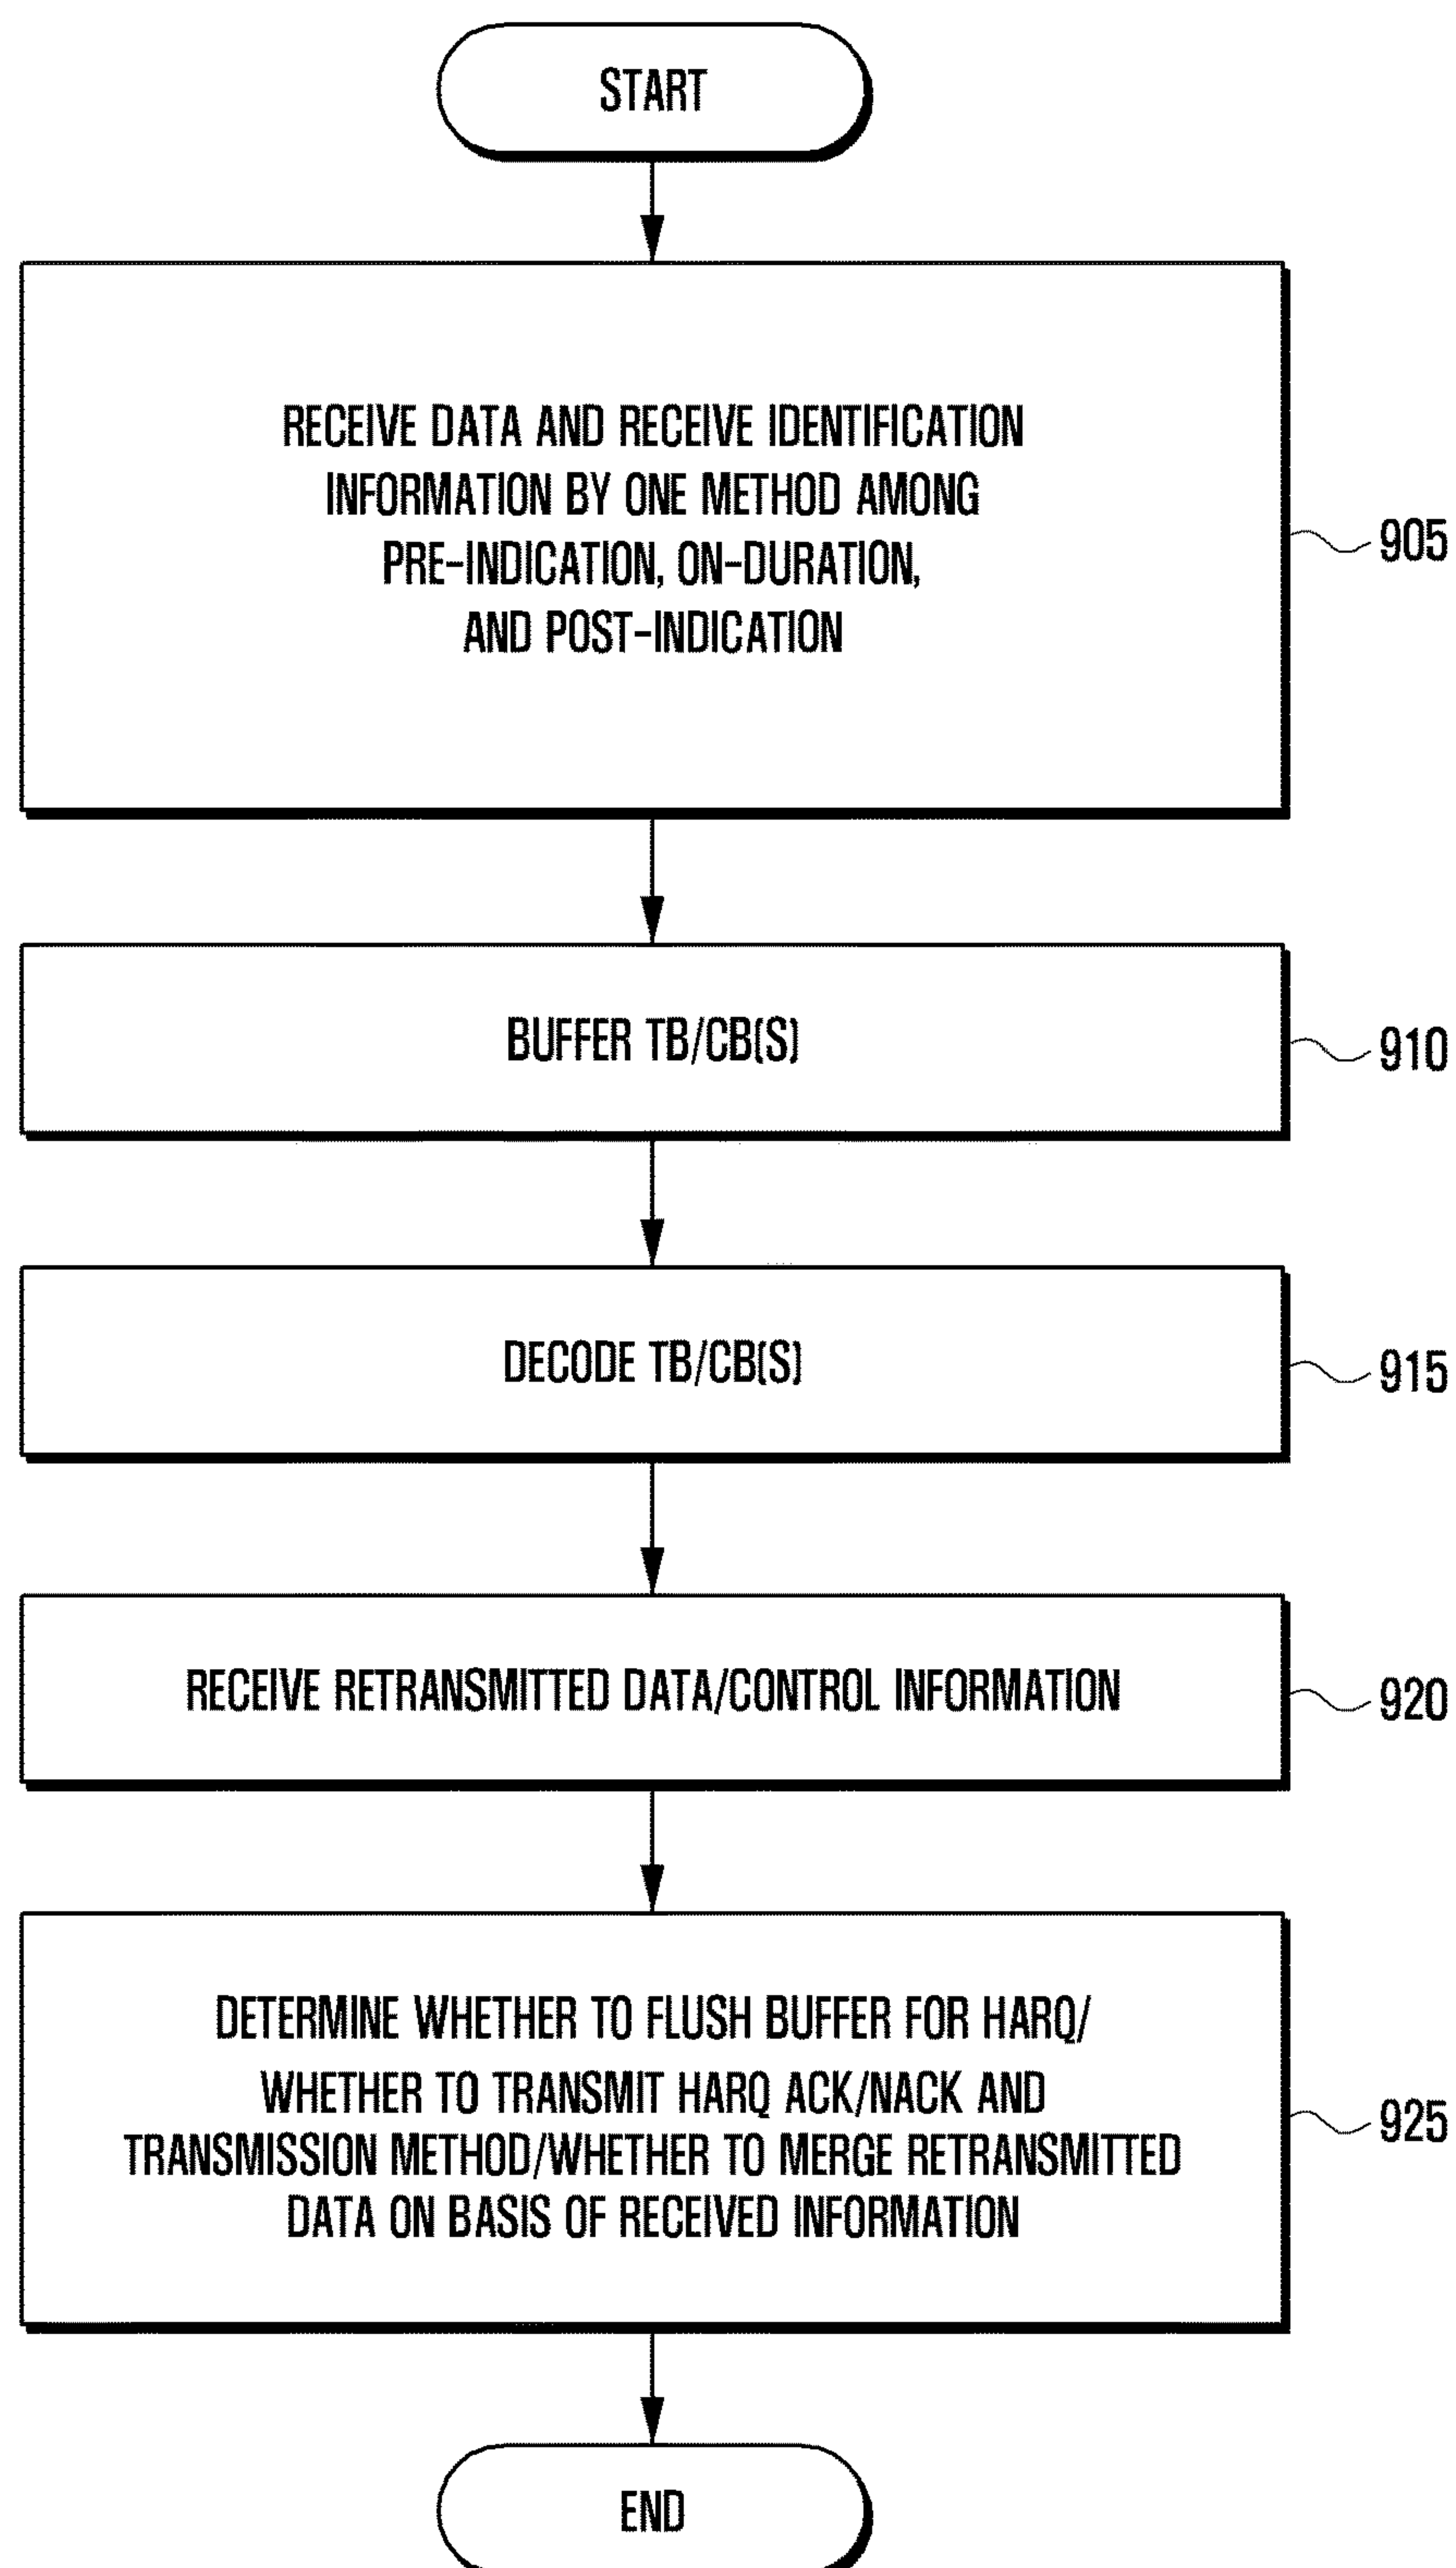 START
RECEIVE DATA AND RECEIVE IDENTIFICATION
INFORMATION BY ONE METHOD AMONG
PRE-INDICATION, ON-DURATION,
AND POST-INDICATION
905
BUFFER TB/CB(S)
910
DECODE TB/CB(S)
915
RECEIVE RETRANSMITTED DATA/CONTROL INFORMATION
920
DETERMINE WHETHER TO FLUSH BUFFER FOR HARQ/
WHETHER TO TRANSMIT HARQ ACK/NACK AND
TRANSMISSION METHOD/WHETHER TO MERGE RETRANSMITTED
DATA ON BASIS OF RECEIVED INFORMATION
925
END